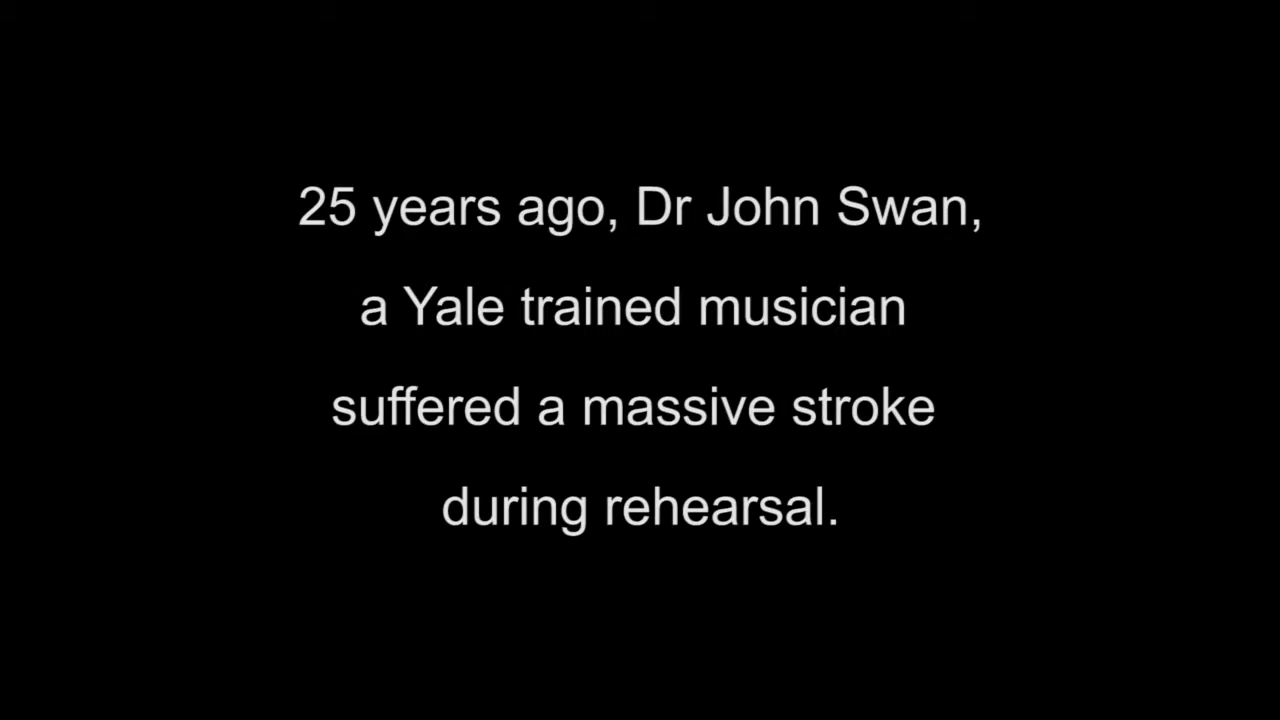 25 years ago, Dr John Swan,
a Yale trained musician
suffered a massive stroke
during rehearsal.